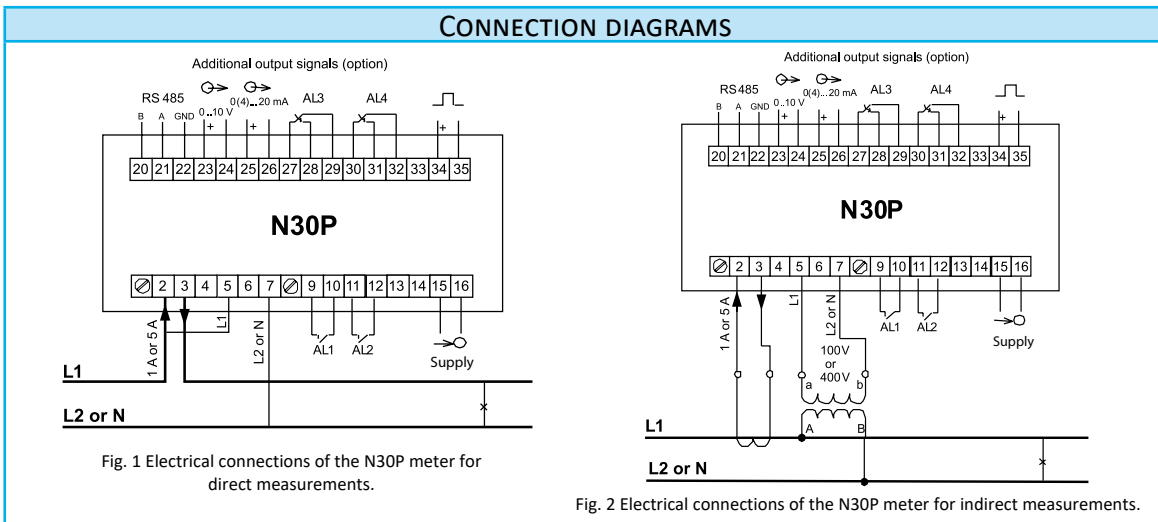 CONNECTION DIAGRAMS
Additional output signals (option)
RS 485
0..10 V
0(4)...20 mA
AL3
AL4
B A GND + + +
20 21 22 23 24 25 26 27 28 29 30 31 32 33 34 35
N30P
2 3 4 5 6 7 9 10 11 12 13 14 15 16
1 A or 5 A
L1
L2 or N
AL1
AL2
Supply
L1
L2 or N
Fig. 1 Electrical connections of the N30P meter for
direct measurements.
Additional output signals (option)
RS 485
0..10 V
0(4)...20 mA
AL3
AL4
B A GND + + +
20 21 22 23 24 25 26 27 28 29 30 31 32 33 34 35
N30P
2 3 4 5 6 7 9 10 11 12 13 14 15 16
1 A or 5 A
L1
L2 or N
AL1
AL2
Supply
100V
or
400V
a b
A B
L1
L2 or N
Fig. 2 Electrical connections of the N30P meter for indirect measurements.